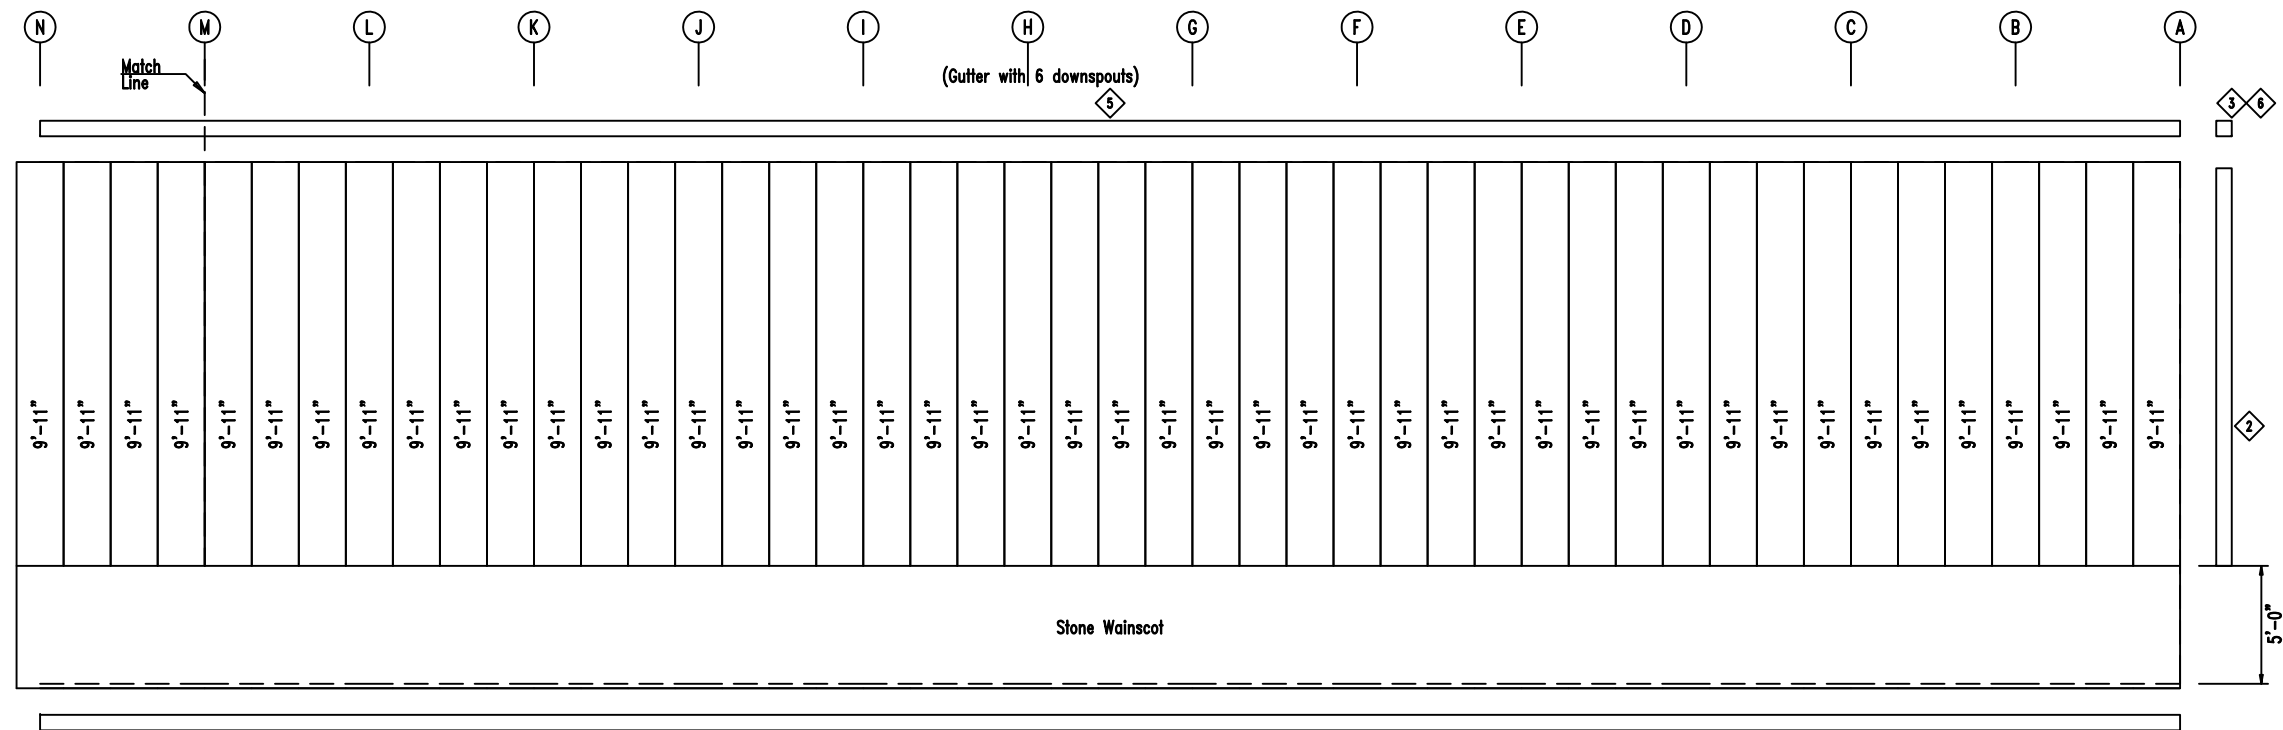 N M L K J I H G F E D C B A
Match
Line
(Gutter with 6 downspouts)
5
3 6
9'-11" 9'-11" 9'-11" 9'-11" 9'-11" 9'-11" 9'-11" 9'-11" 9'-11" 9'-11" 9'-11" 9'-11" 9'-11" 9'-11" 9'-11" 9'-11" 9'-11" 9'-11" 9'-11" 9'-11" 9'-11" 9'-11" 9'-11" 9'-11" 9'-11" 9'-11" 9'-11" 9'-11" 9'-11" 9'-11" 9'-11" 9'-11" 9'-11" 9'-11" 9'-11" 9'-11" 9'-11" 9'-11" 9'-11" 9'-11" 9'-11" 9'-11" 9'-11" 9'-11" 9'-11" 9'-11"
2
Stone Wainscot
5'-0"